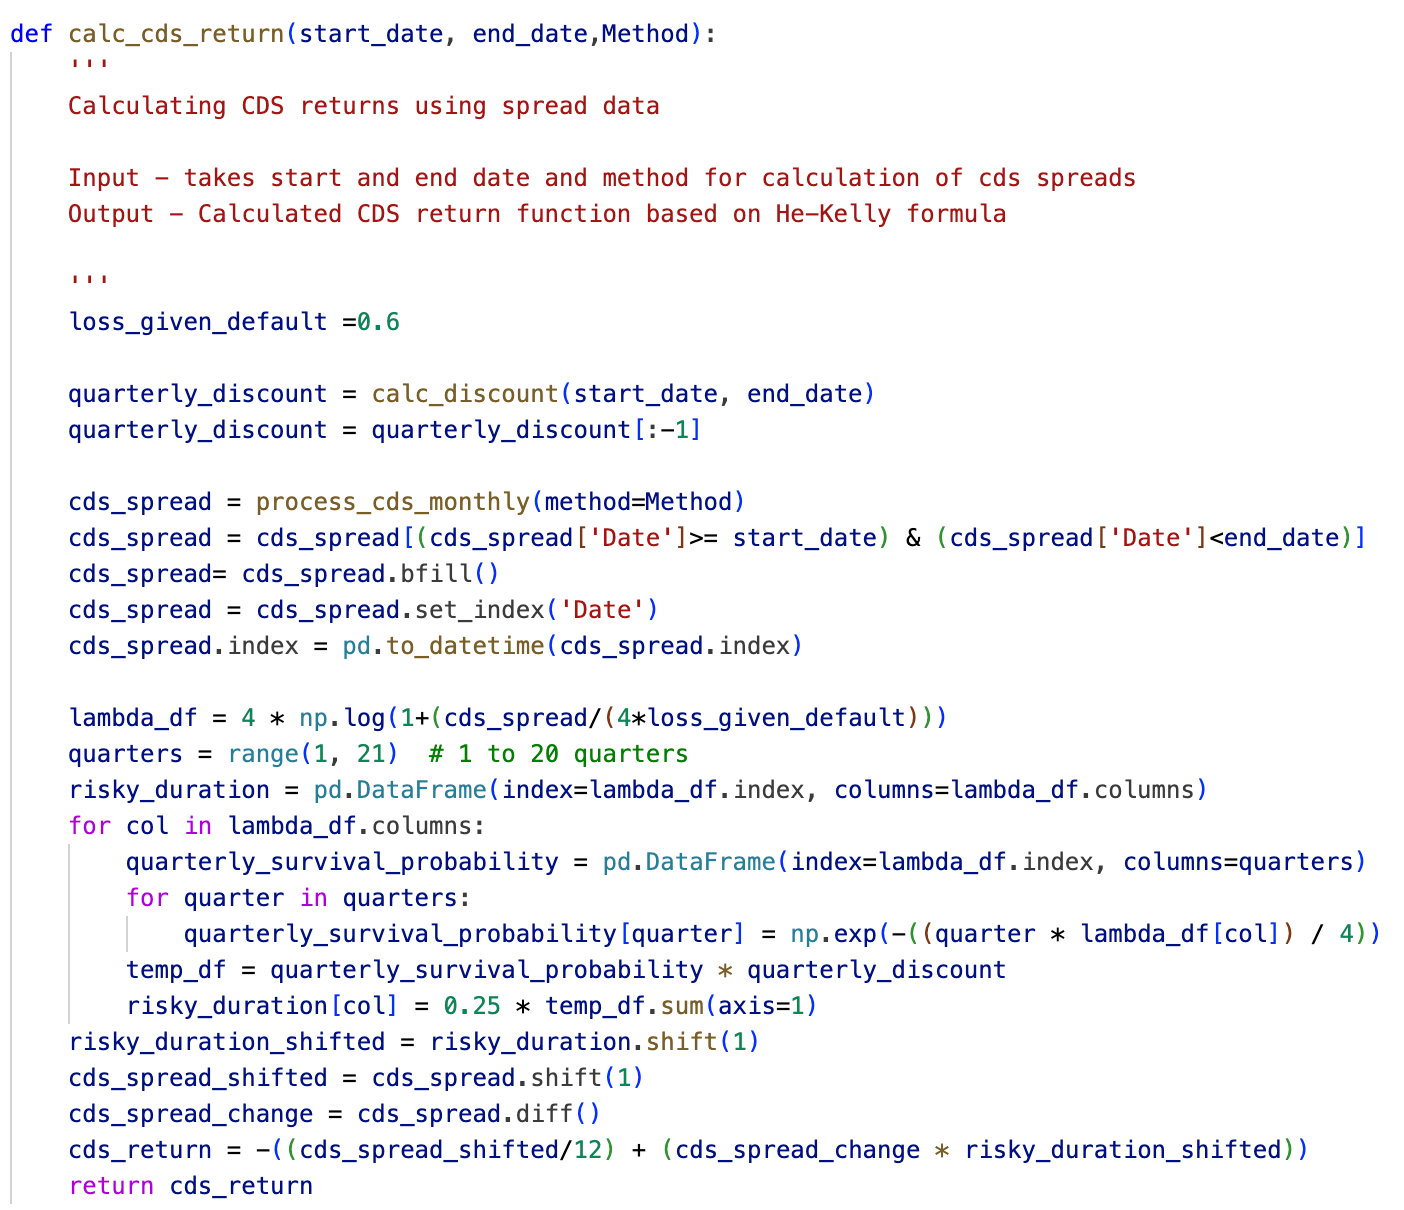 def calc_cds_return(start_date, end_date,Method):
    '''
    Calculating CDS returns using spread data

    Input - takes start and end date and method for calculation of cds spreads
    Output - Calculated CDS return function based on He-Kelly formula

    '''
    loss_given_default =0.6

    quarterly_discount = calc_discount(start_date, end_date)
    quarterly_discount = quarterly_discount[:-1]

    cds_spread = process_cds_monthly(method=Method)
    cds_spread = cds_spread[(cds_spread['Date']>= start_date) & (cds_spread['Date']<end_date)]
    cds_spread= cds_spread.bfill()
    cds_spread = cds_spread.set_index('Date')
    cds_spread.index = pd.to_datetime(cds_spread.index)

    lambda_df = 4 * np.log(1+(cds_spread/(4*loss_given_default)))
    quarters = range(1, 21)  # 1 to 20 quarters
    risky_duration = pd.DataFrame(index=lambda_df.index, columns=lambda_df.columns)
    for col in lambda_df.columns:
        quarterly_survival_probability = pd.DataFrame(index=lambda_df.index, columns=quarters)
        for quarter in quarters:
            quarterly_survival_probability[quarter] = np.exp(-((quarter * lambda_df[col]) / 4))
        temp_df = quarterly_survival_probability * quarterly_discount
        risky_duration[col] = 0.25 * temp_df.sum(axis=1)
    risky_duration_shifted = risky_duration.shift(1)
    cds_spread_shifted = cds_spread.shift(1)
    cds_spread_change = cds_spread.diff()
    cds_return = -((cds_spread_shifted/12) + (cds_spread_change * risky_duration_shifted))
    return cds_return